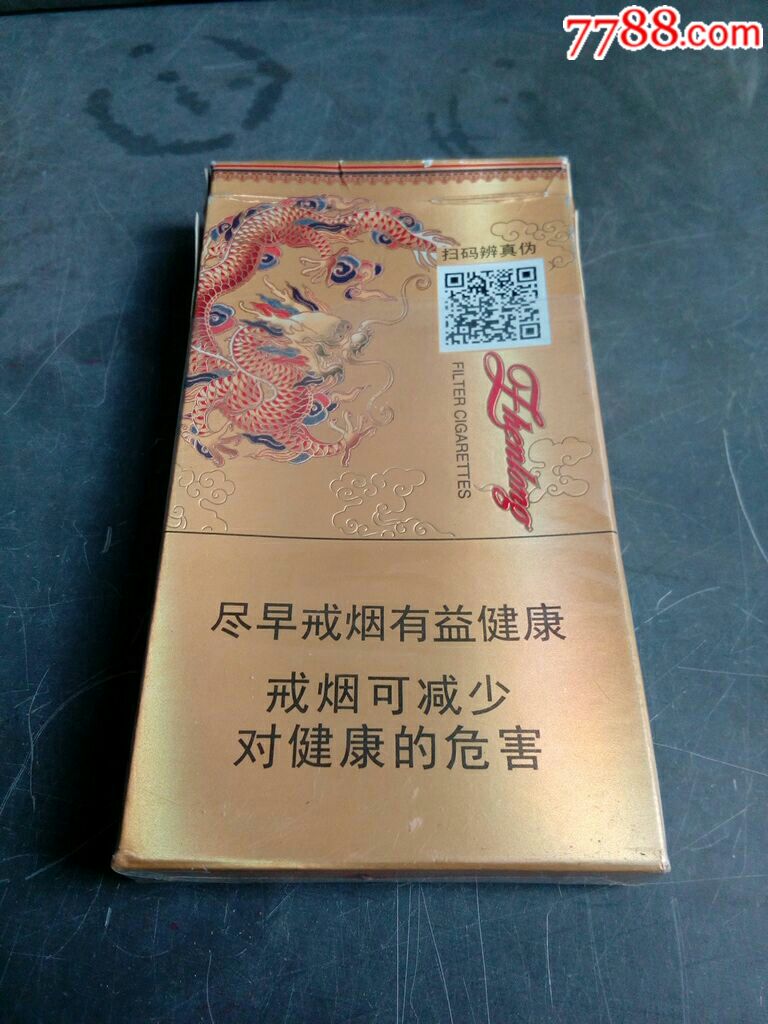 7788.com
扫码辨真伪
Zhenlong
FILTER CIGARETTES
尽早戒烟有益健康
戒烟可减少
对健康的危害